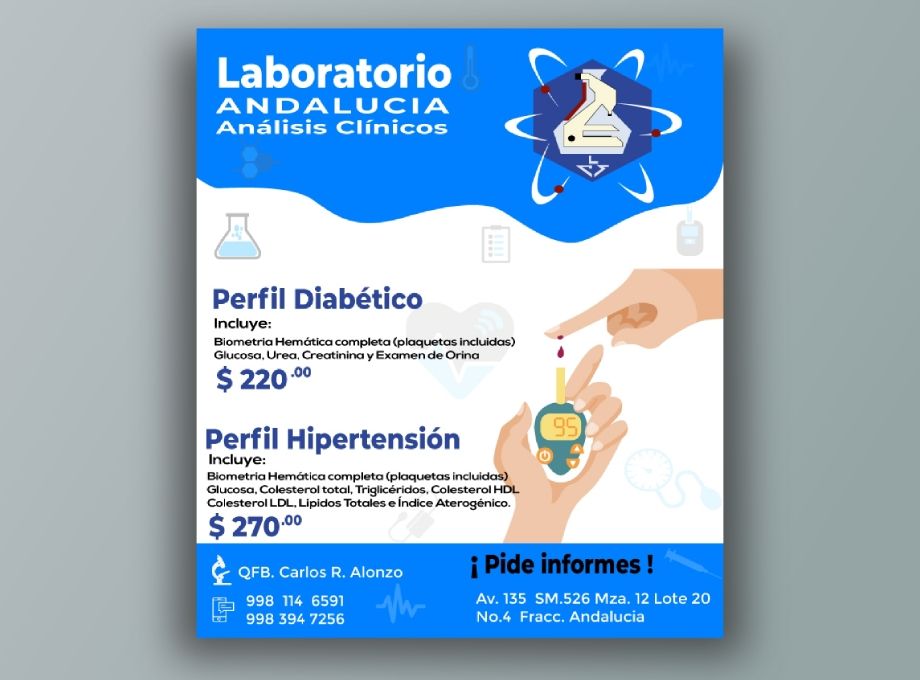 Laboratorio
ANDALUCIA
Análisis Clínicos
Perfil Diabético
Incluye:
Biometria Hemática completa (plaquetas incluidas)
Glucosa, Urea, Creatinina y Examen de Orina
$ 220.00
95
Perfil Hipertensión
Incluye:
Biometria Hemática completa (plaquetas incluidas)
Glucosa, Colesterol total, Triglicéridos, Colesterol HDL
Colesterol LDL, Lipidos Totales e Índice Aterogénico.
$ 270.00
¡ Pide informes !
QFB. Carlos R. Alonzo
998 114 6591
998 394 7256
Av. 135 SM.526 Mza. 12 Lote 20
No.4 Fracc. Andalucia